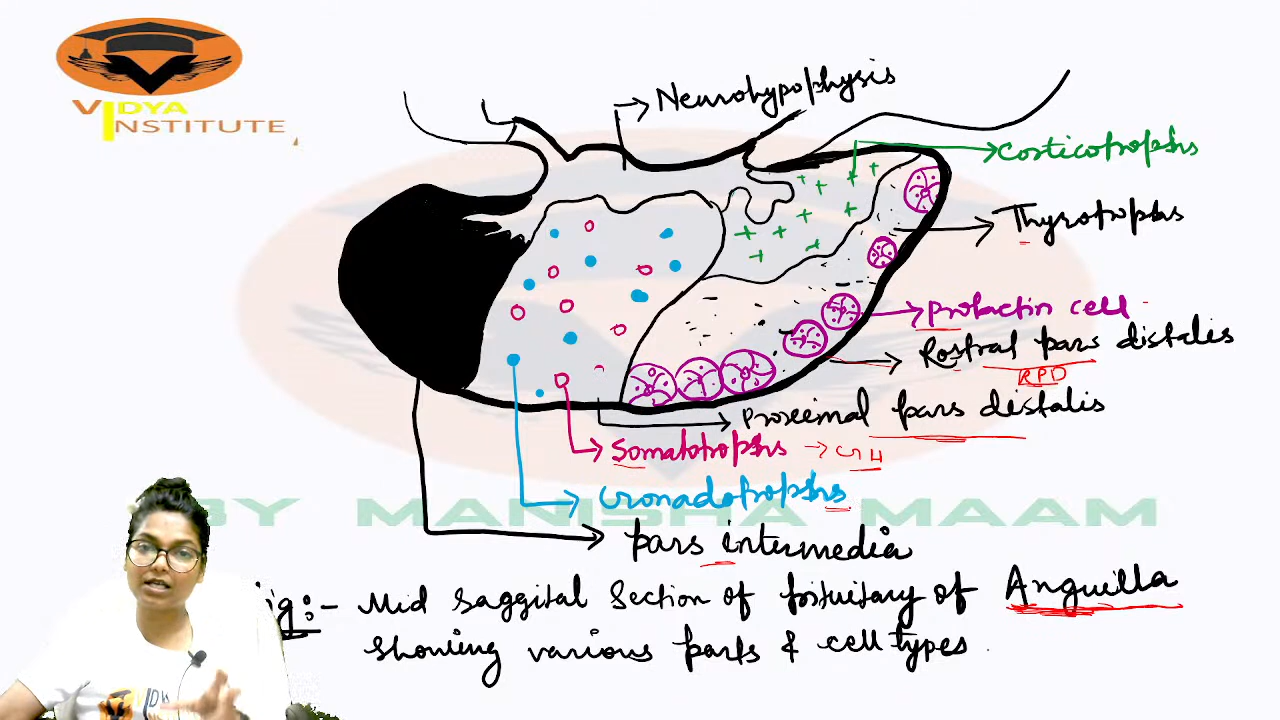 VIDYA
INSTITUTE
Neurohypophysis
Corticotrophs
Thyrotrophs
Prolactin cell
Rostral pars distalis
RPD
Proximal pars distalis
Somatotrophs → GH
Gonadotrophs
BY MANISHA MAAM
Pars intermedia
Fig:- Mid Saggital Section of pituitary of Anguilla
showing various parts & cell types.